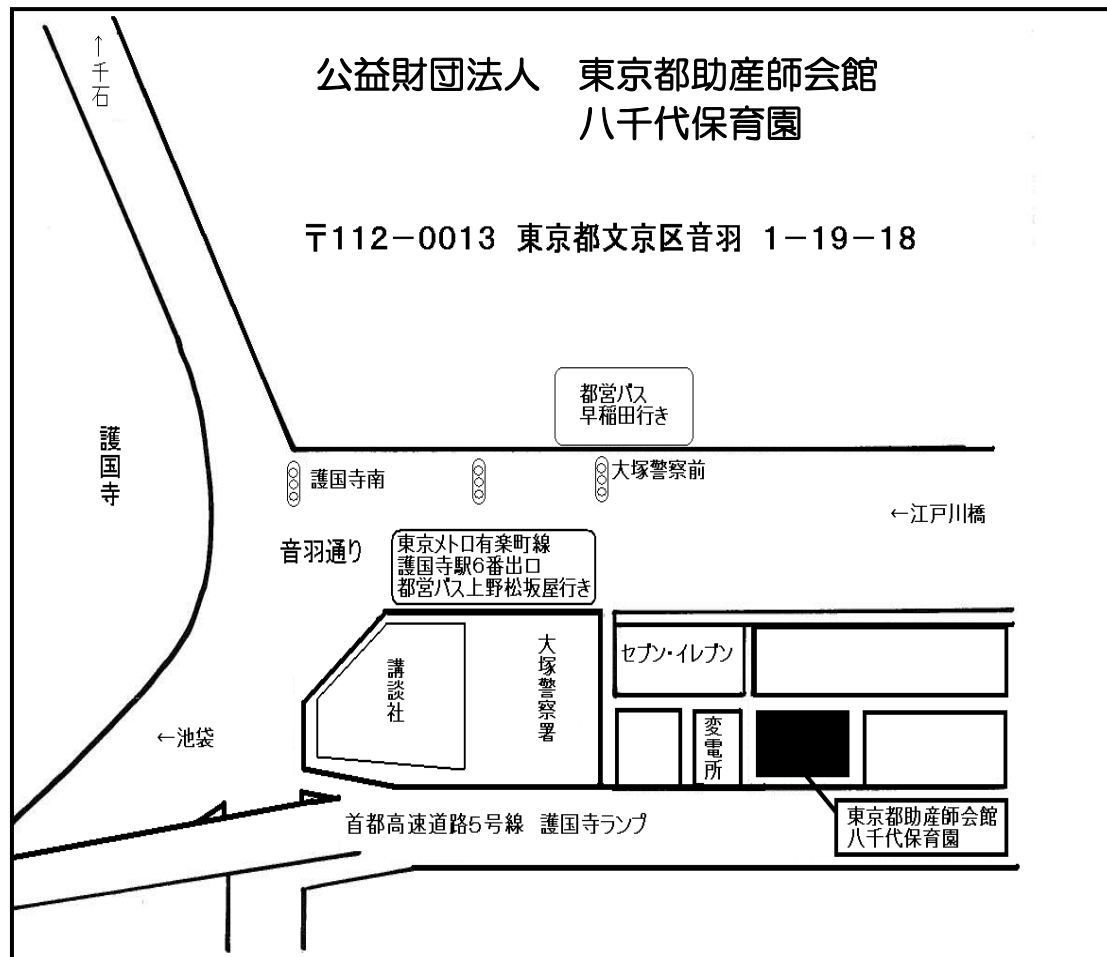 ↑千石
公益財団法人　東京都助産師会館
八千代保育園
〒112-0013 東京都文京区音羽 1-19-18
都営バス
早稲田行き
護国寺
護国寺南
大塚警察前
←江戸川橋
音羽通り
東京メトロ有楽町線
護国寺駅6番出口
都営バス上野松坂屋行き
講談社
大塚警察署
セブン・イレブン
←池袋
変電所
首都高速道路5号線 護国寺ランプ
東京都助産師会館
八千代保育園